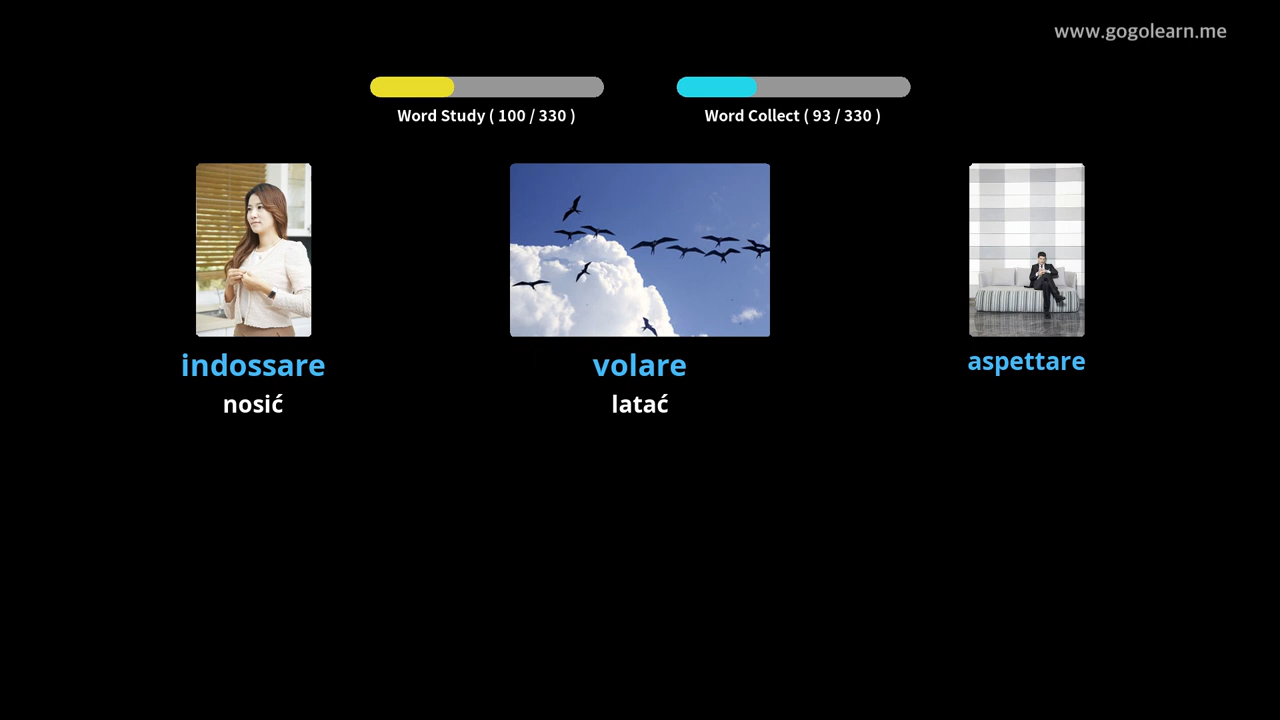 www.gogolearn.me
Word Study ( 100 / 330 )
Word Collect ( 93 / 330 )
indossare
nosić
volare
latać
aspettare